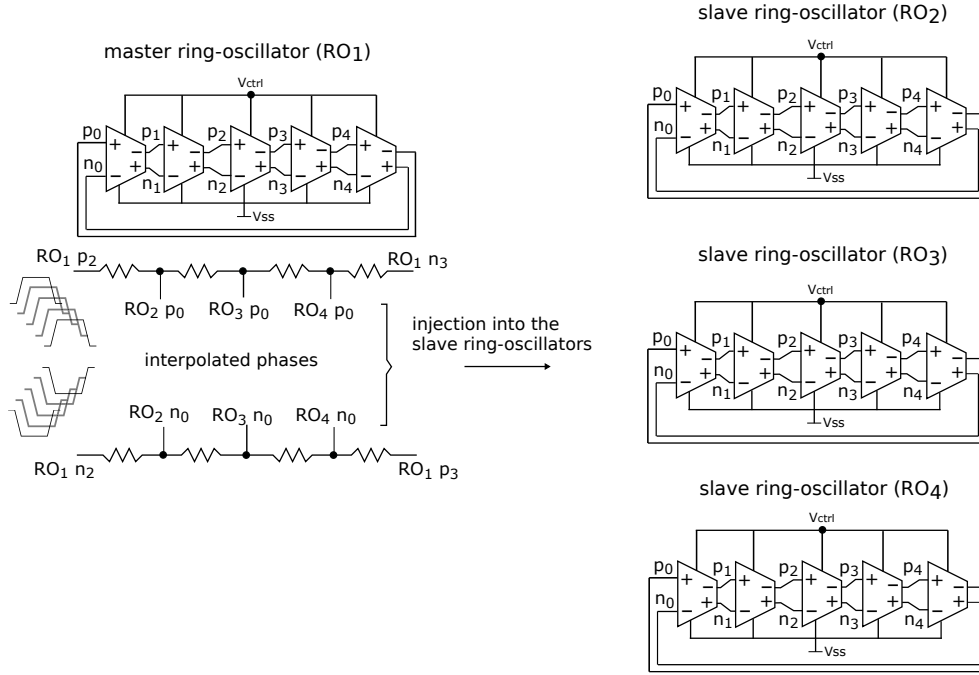 master ring-oscillator (RO1)
Vctrl
p0 p1 p2 p3 p4
+ − + − + − + − + −
n0
− + − + − + − + − +
n1 n2 n3 n4
Vss
RO1 p2
RO1 n3
RO2 p0 RO3 p0 RO4 p0
interpolated phases
RO2 n0 RO3 n0 RO4 n0
RO1 n2
RO1 p3
injection into the
slave ring-oscillators
slave ring-oscillator (RO2)
Vctrl
p0 p1 p2 p3 p4
+ − + − + − + − + −
n0
− + − + − + − + − +
n1 n2 n3 n4
Vss
slave ring-oscillator (RO3)
Vctrl
p0 p1 p2 p3 p4
+ − + − + − + − + −
n0
− + − + − + − + − +
n1 n2 n3 n4
Vss
slave ring-oscillator (RO4)
Vctrl
p0 p1 p2 p3 p4
+ − + − + − + − + −
n0
− + − + − + − + − +
n1 n2 n3 n4
Vss